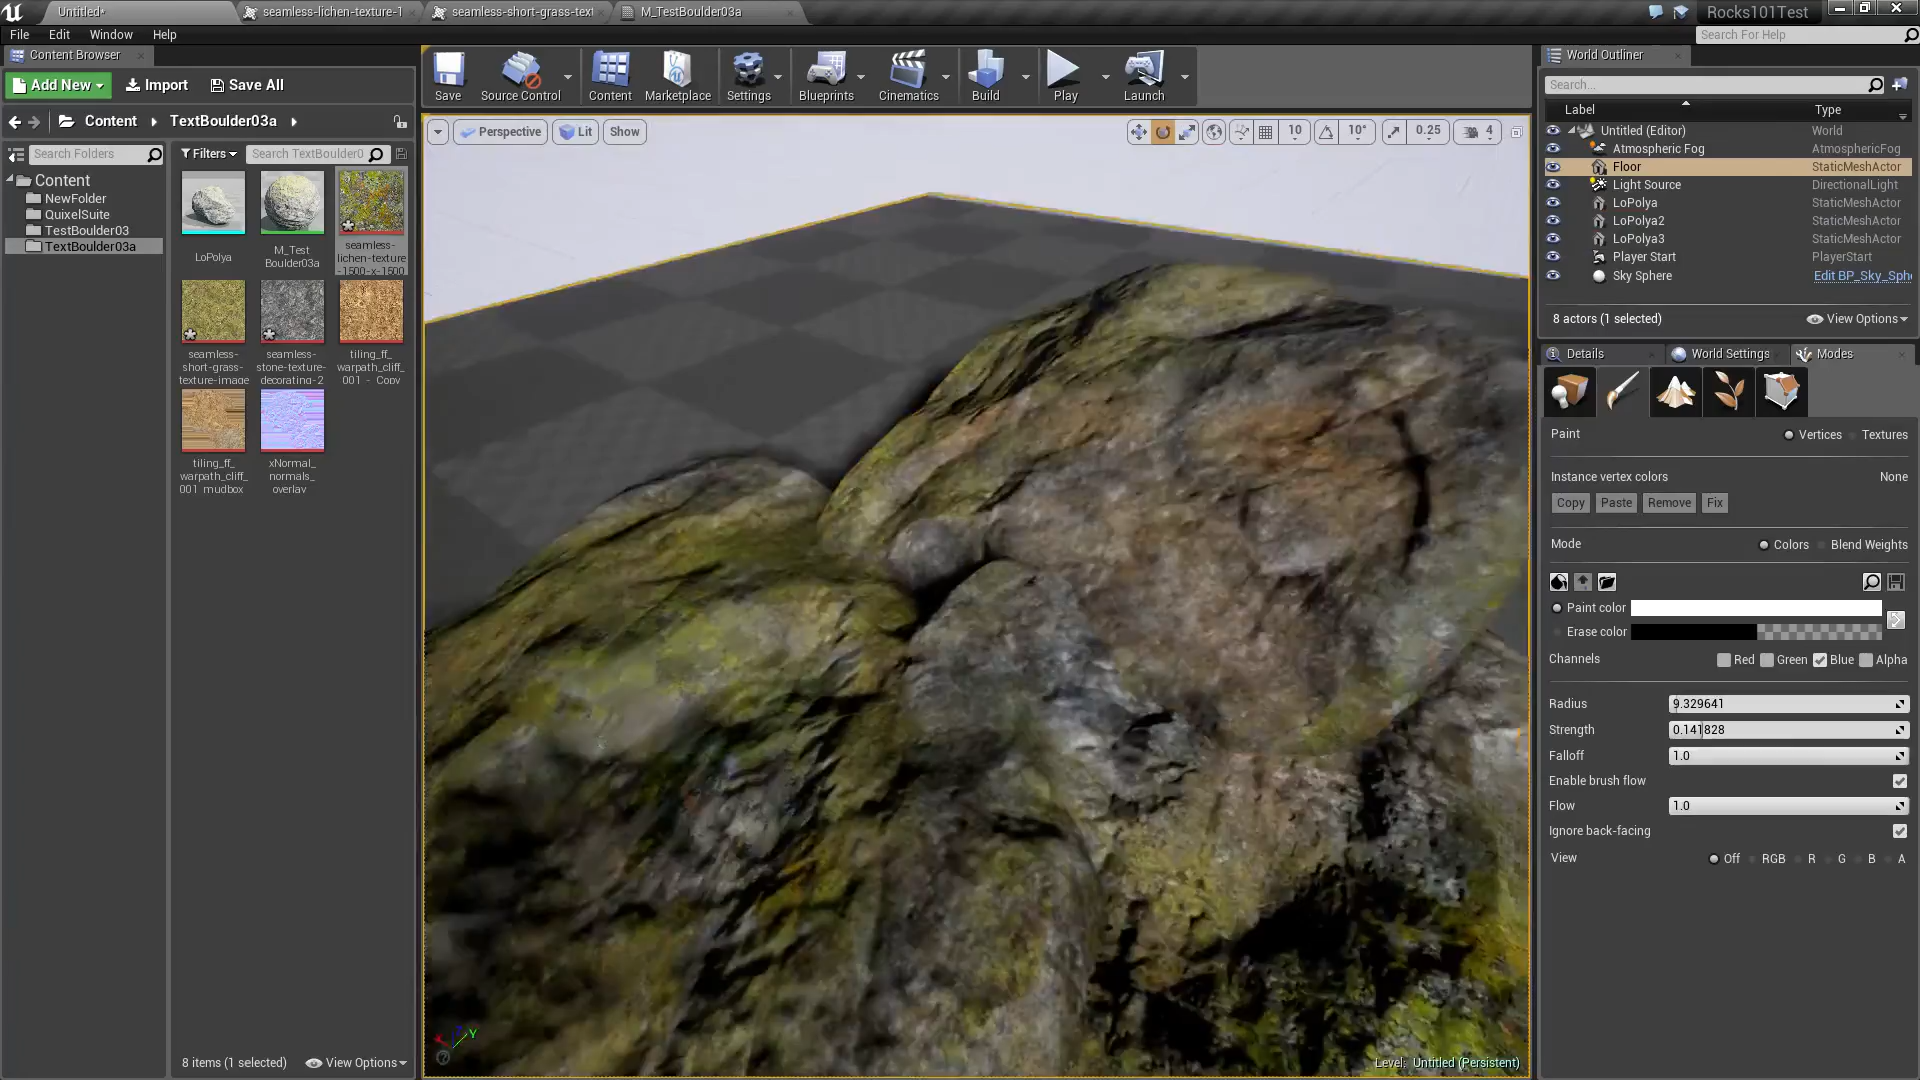 Untitled•
seamless-lichen-texture-1
seamless-short-grass-text
M_TestBoulder03a
Rocks101Test
File Edit Window Help
Search For Help
Content Browser
Add New Import Save All
Content TextBoulder03a
Search Folders
Filters Search TextBoulder0
Content
NewFolder
QuixelSuite
TestBoulder03
TextBoulder03a
LoPolya
M_Test
Boulder03a
seamless-
lichen-texture
-1500-x-1500
seamless-
short-grass-
texture-image
seamless-
stone-texture-
decorating-2
tiling_ff_
warpath_cliff_
001_-_Copy
tiling_ff_
warpath_cliff_
001_mudbox
xNormal_
normals_
overlay
8 items (1 selected) View Options
Save
Source Control
Content
Marketplace
Settings
Blueprints
Cinematics
Build
Play
Launch
Perspective Lit Show
10 10° 0.25 4
Level: Untitled (Persistent)
World Outliner
Search...
Label Type
Untitled (Editor) World
Atmospheric Fog AtmosphericFog
Floor StaticMeshActor
Light Source DirectionalLight
LoPolya StaticMeshActor
LoPolya2 StaticMeshActor
LoPolya3 StaticMeshActor
Player Start PlayerStart
Sky Sphere Edit BP_Sky_Sphe
8 actors (1 selected) View Options
Details World Settings Modes
Paint Vertices Textures
Instance vertex colors None
Copy Paste Remove Fix
Mode Colors Blend Weights
Paint color
Erase color
Channels Red Green Blue Alpha
Radius 9.329641
Strength 0.141828
Falloff 1.0
Enable brush flow
Flow 1.0
Ignore back-facing
View Off RGB R G B A